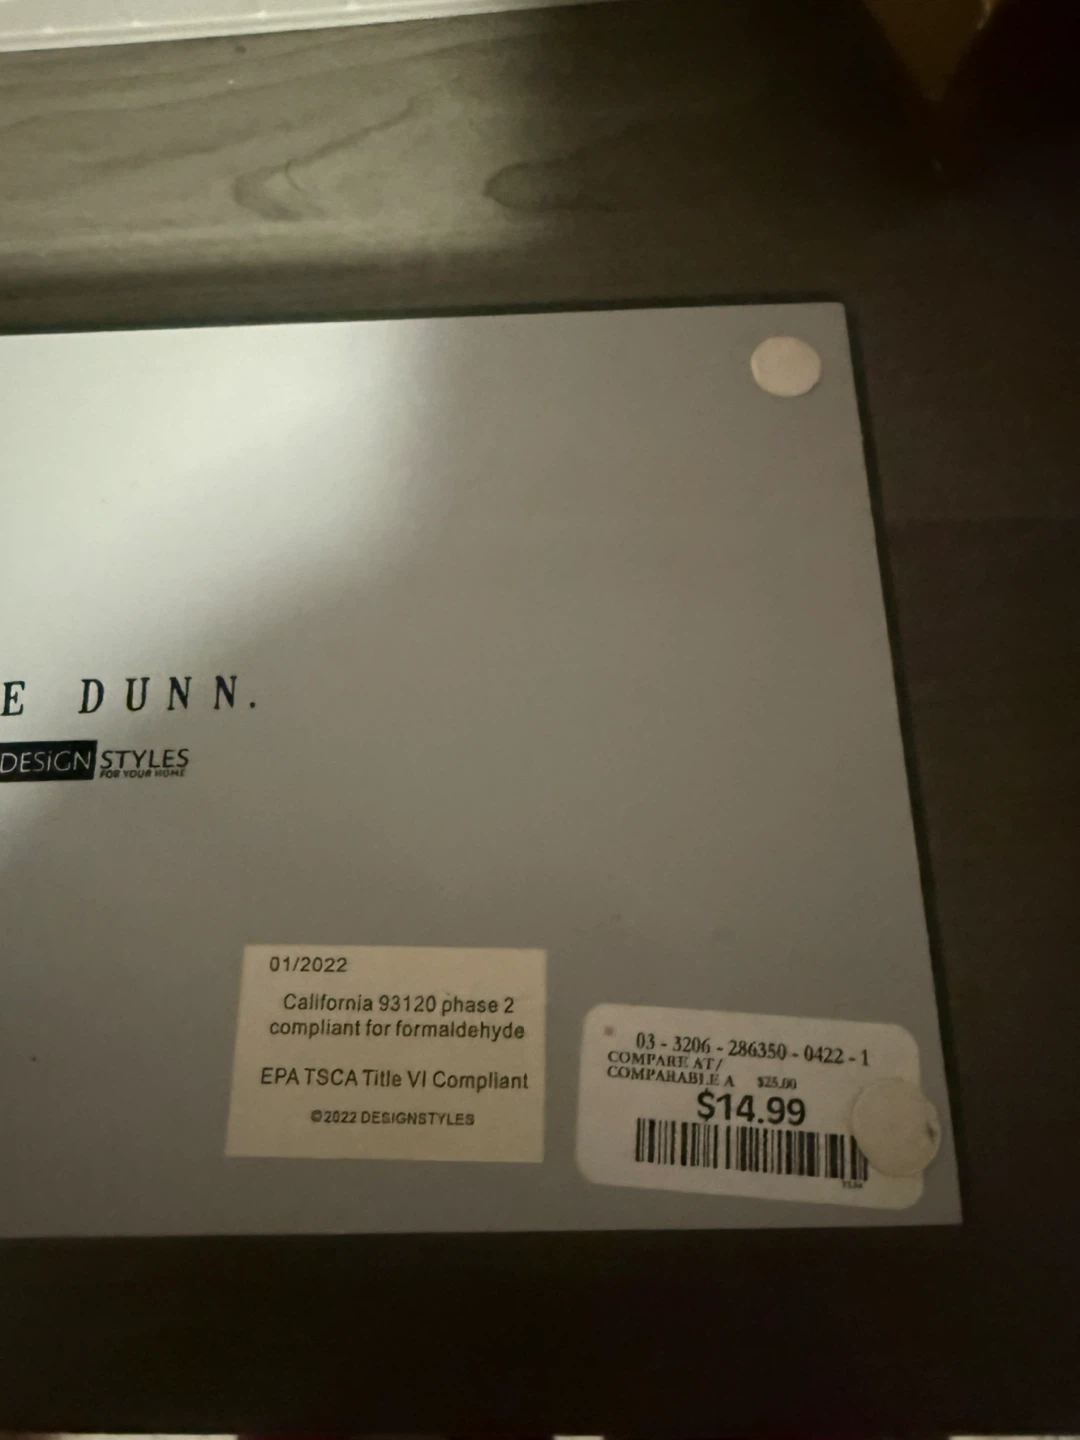 E DUNN.
DESIGN STYLES
FOR YOUR HOME
01/2022
California 93120 phase 2
compliant for formaldehyde
EPA TSCA Title VI Compliant
©2022 DESIGNSTYLES
03 - 3206 - 286350 - 0422 - 1
COMPARE AT/
COMPARABLE A $25.00
$14.99